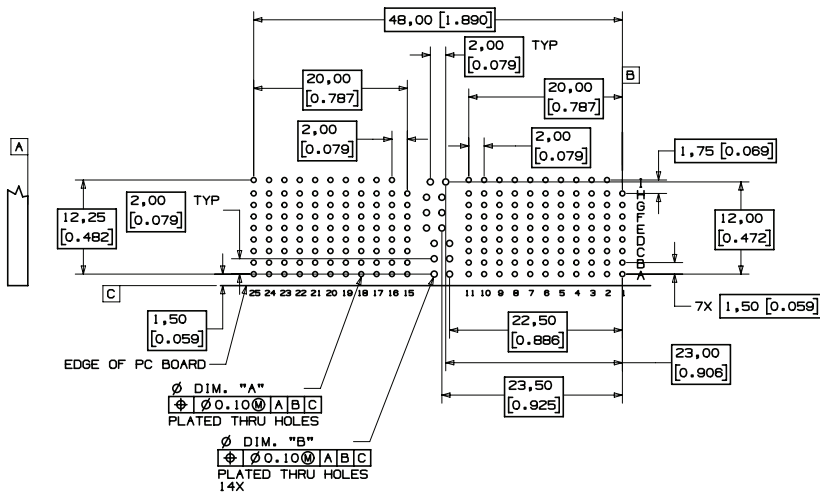 48,00 [1.890]
2,00
[0.079]
TYP
B
20,00
[0.787]
20,00
[0.787]
2,00
[0.079]
2,00
[0.079]
A
1,75 [0.069]
2,00
[0.079]
TYP
12,25
[0.482]
12,00
[0.472]
I
H
G
F
E
D
C
B
A
C
25 24 23 22 21 20 19 18 17 16 15
11 10 9 8 7 6 5 4 3 2 1
7X 1,50 [0.059]
1,50
[0.059]
22,50
[0.886]
EDGE OF PC BOARD
23,00
[0.906]
23,50
[0.925]
Ø DIM. "A"
⌖ Ø0.10Ⓜ A B C
PLATED THRU HOLES
Ø DIM. "B"
⌖ Ø0.10Ⓜ A B C
PLATED THRU HOLES
14X